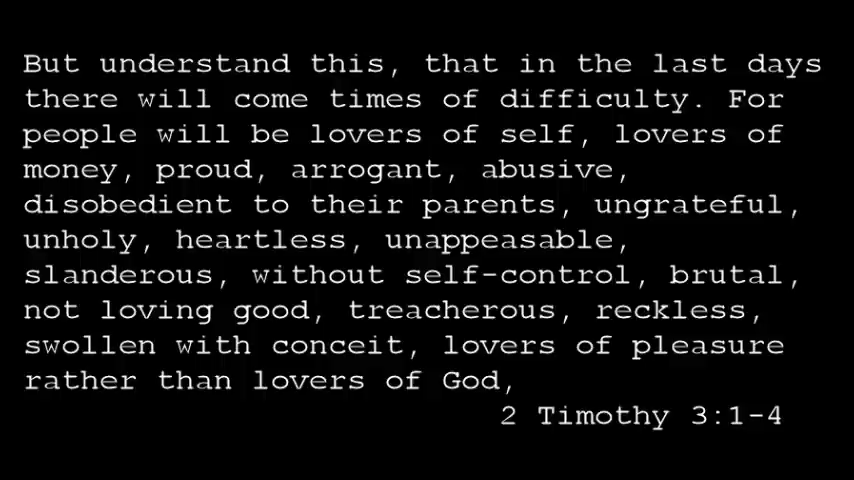 But understand this, that in the last days
there will come times of difficulty. For
people will be lovers of self, lovers of
money, proud, arrogant, abusive,
disobedient to their parents, ungrateful,
unholy, heartless, unappeasable,
slanderous, without self-control, brutal,
not loving good, treacherous, reckless,
swollen with conceit, lovers of pleasure
rather than lovers of God,
2 Timothy 3:1-4